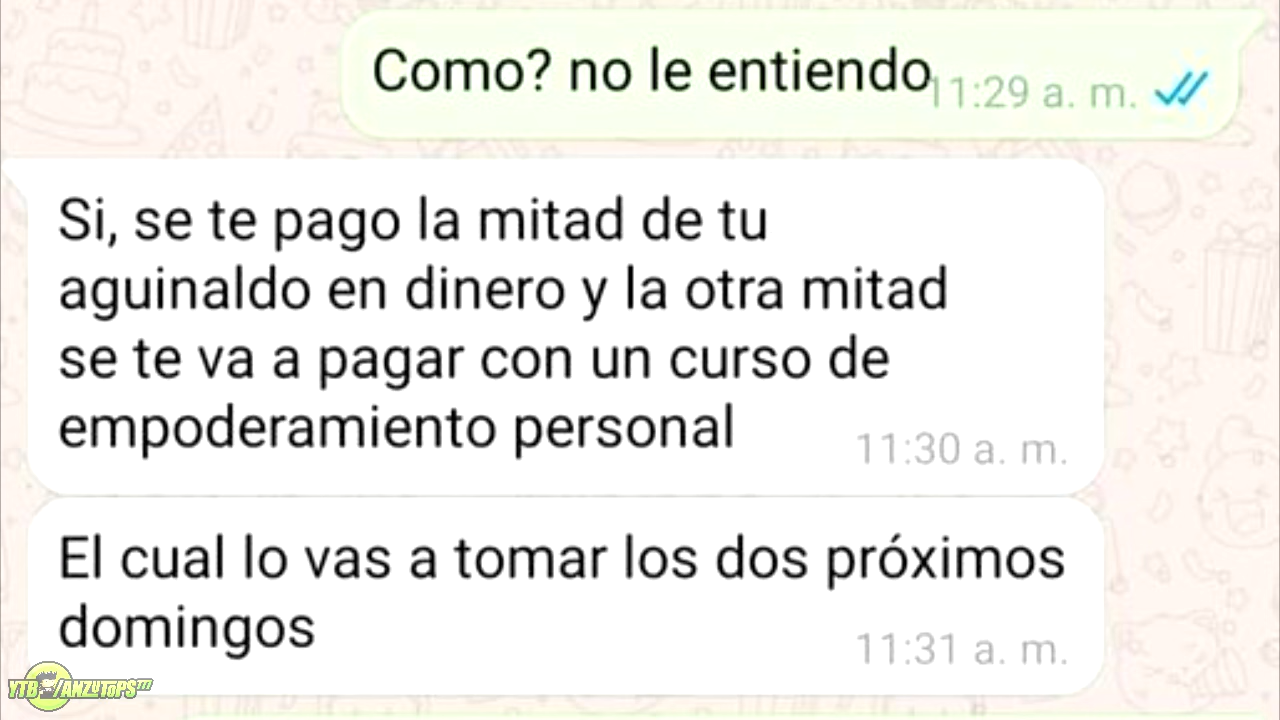 Como? no le entiendo
11:29 a. m.
Si, se te pago la mitad de tu
aguinaldo en dinero y la otra mitad
se te va a pagar con un curso de
empoderamiento personal
11:30 a. m.
El cual lo vas a tomar los dos próximos
domingos
11:31 a. m.
YTB/ANZUTOPS